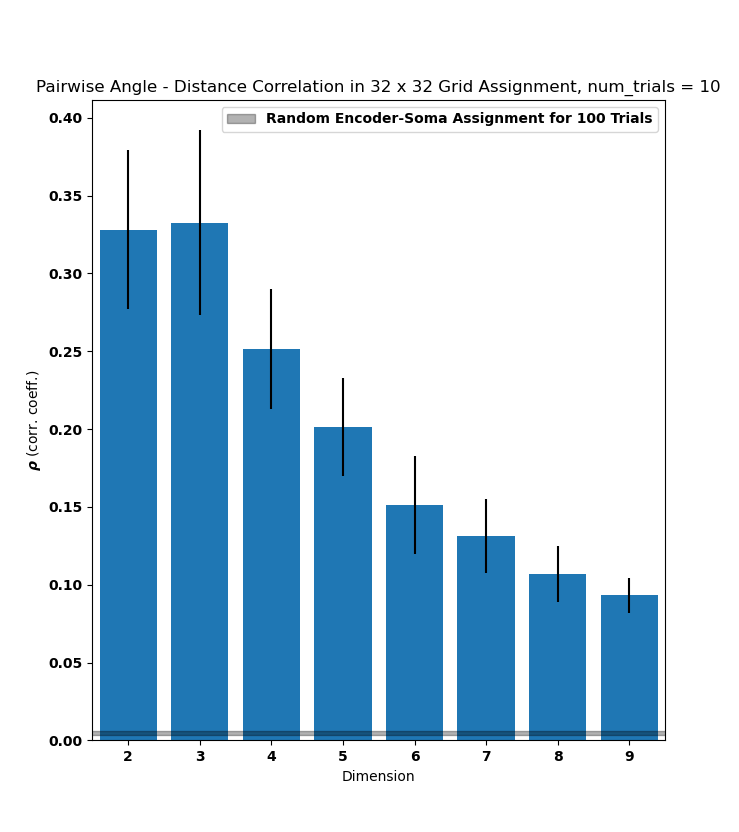 Pairwise Angle - Distance Correlation in 32 x 32 Grid Assignment, num_trials = 10
Random Encoder-Soma Assignment for 100 Trials
0.40
0.35
0.30
0.25
0.20
0.15
0.10
0.05
0.00
ρ (corr. coeff.)
2 3 4 5 6 7 8 9
Dimension